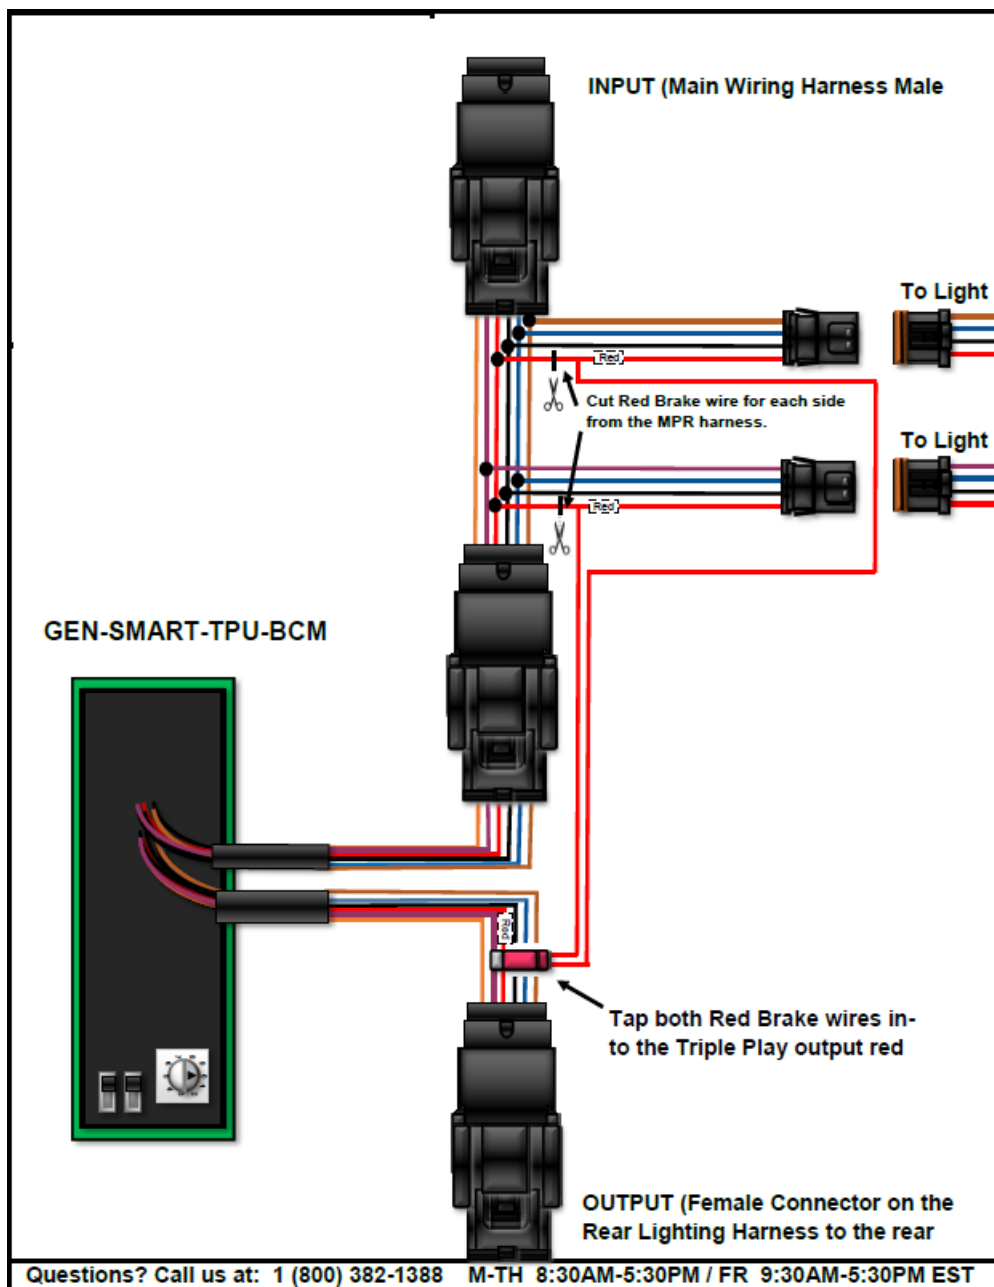 INPUT (Main Wiring Harness Male
To Light
Red
Cut Red Brake wire for each side
from the MPR harness.
To Light
Red
GEN-SMART-TPU-BCM
Red
Tap both Red Brake wires in-
to the Triple Play output red
OUTPUT (Female Connector on the
Rear Lighting Harness to the rear
Questions? Call us at: 1 (800) 382-1388 M-TH 8:30AM-5:30PM / FR 9:30AM-5:30PM EST